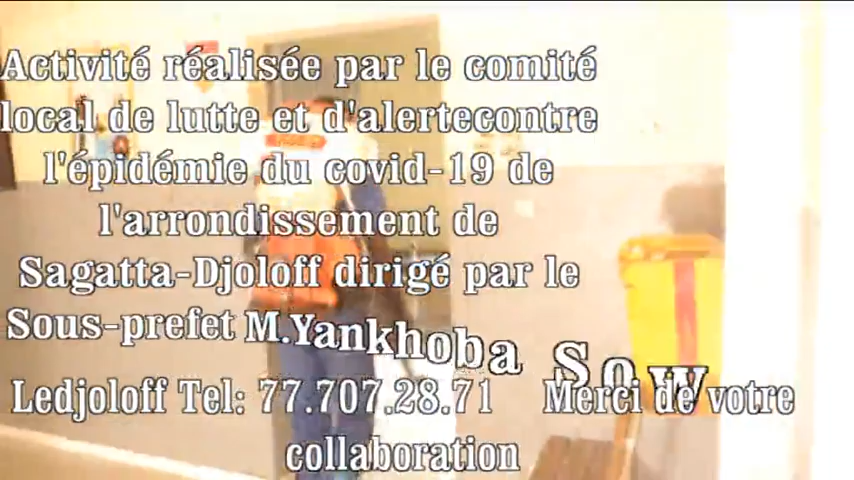 Activité réalisée par le comité
local de lutte et d'alertecontre
l'épidémie du covid-19 de
l'arrondissement de
Sagatta-Djoloff dirigé par le
Sous-prefet M.Yankhoba Sow
Ledjoloff Tel: 77.707.28.71 Merci de votre
collaboration